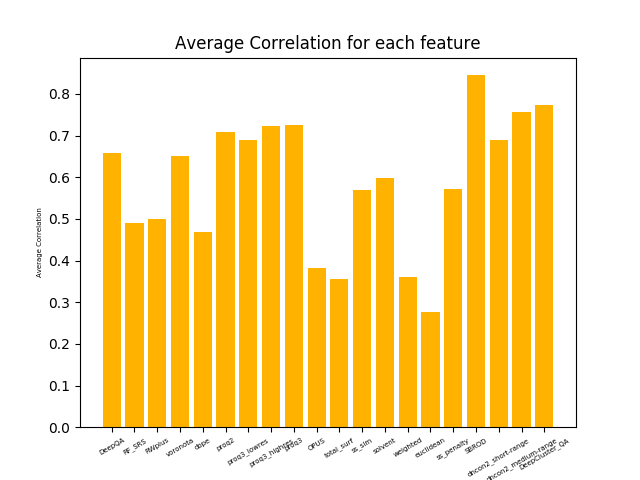 Average Correlation for each feature
Average Correlation
0.8
0.7
0.6
0.5
0.4
0.3
0.2
0.1
0.0
DeepQA
RF_SRS
RWplus
voronota
dope
proq2
proq3_lowres
proq3_highres
proq3
OPUS
total_surf
ss_sim
solvent
weighted
euclidean
ss_penalty
SBROD
dncon2_short-range
dncon2_medium-range
DeepCluster_QA